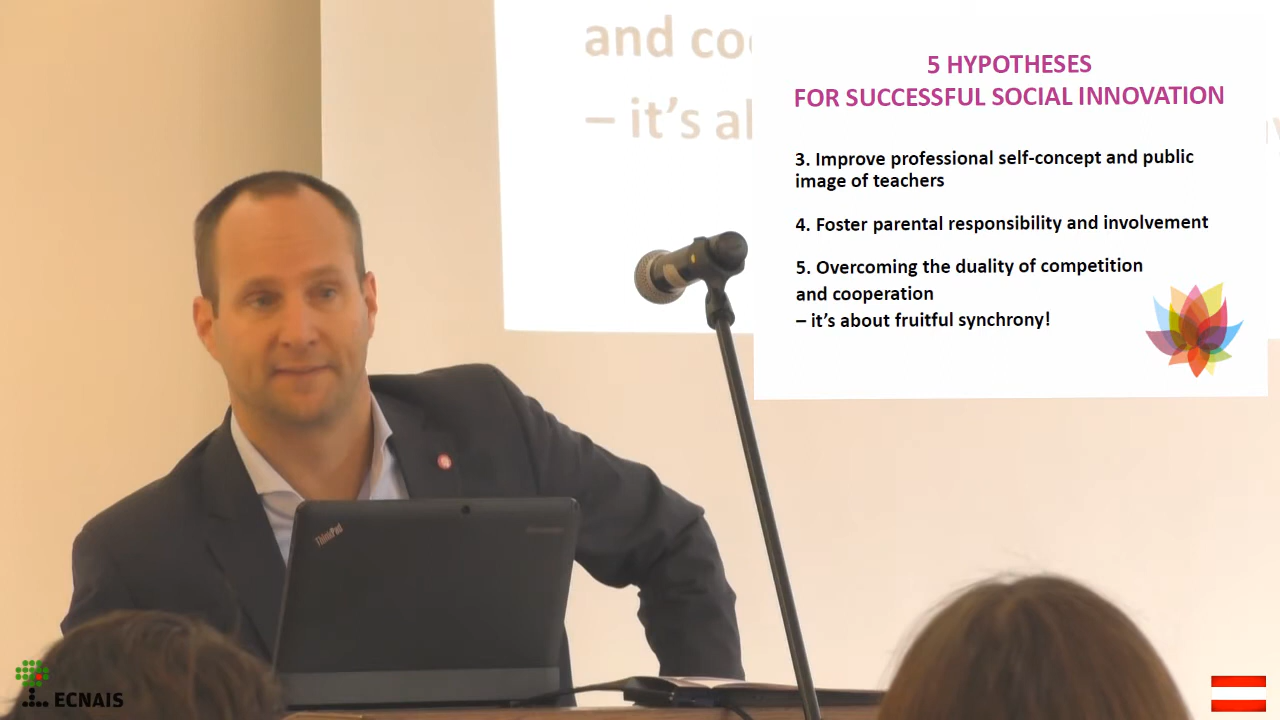 and co
– it's al
5 HYPOTHESES
FOR SUCCESSFUL SOCIAL INNOVATION
3. Improve professional self-concept and public
image of teachers
4. Foster parental responsibility and involvement
5. Overcoming the duality of competition
and cooperation
– it's about fruitful synchrony!
ThinkPad
ECNAIS